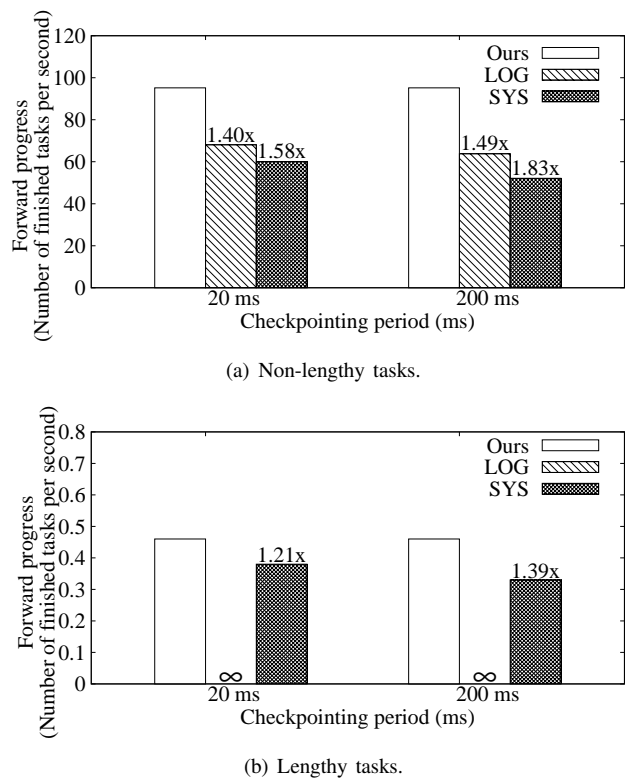 120
100
80
60
40
20
0
Forward progress
(Number of finished tasks per second)
Ours
LOG
SYS
1.40x
1.58x
1.49x
1.83x
20 ms
200 ms
Checkpointing period (ms)
(a) Non-lengthy tasks.
0.8
0.7
0.6
0.5
0.4
0.3
0.2
0.1
0
Forward progress
(Number of finished tasks per second)
Ours
LOG
SYS
∞
1.21x
∞
1.39x
20 ms
200 ms
Checkpointing period (ms)
(b) Lengthy tasks.